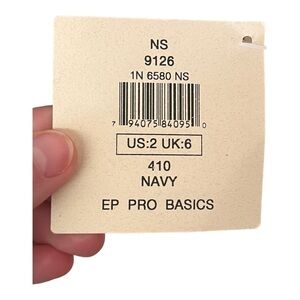 NS
9126
1N 6580 NS
7 94075 84095 0
US:2 UK:6
410
NAVY
EP PRO BASICS